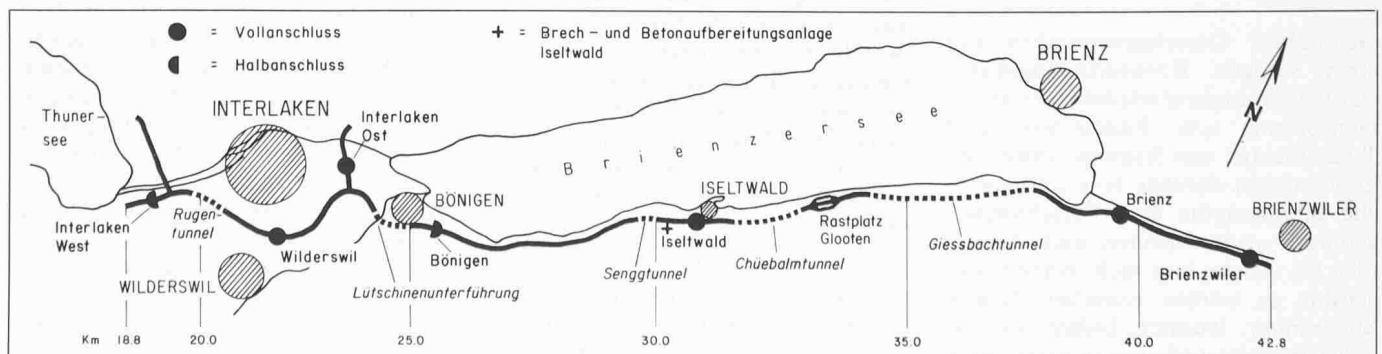 = Vollanschluss
= Halbanschluss
+ = Brech- und Betonaufbereitungsanlage
Iseltwald
BRIENZ
N
Thuner-
see
INTERLAKEN
Interlaken
Ost
Brienzersee
BÖNIGEN
ISELTWALD
Interlaken
West
Rugen-
tunnel
Wilderswil
WILDERSWIL
Lütschinenunterführung
Bönigen
Senggtunnel
Iseltwald
Chüebalmtunnel
Rastplatz
Glooten
Giessbachtunnel
Brienz
BRIENZWILER
Brienzwiler
Km 18.8 20.0 25.0 30.0 35.0 40.0 42.8